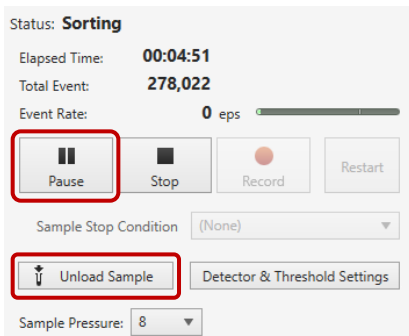 Status: Sorting
Elapsed Time: 00:04:51
Total Event: 278,022
Event Rate: 0 eps
Pause Stop Record Restart
Sample Stop Condition (None)
Unload Sample Detector & Threshold Settings
Sample Pressure: 8